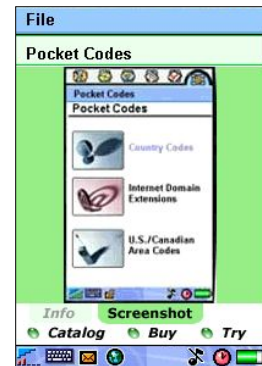 File
Pocket Codes
Pocket Codes
Pocket Codes
Country Codes
Internet Domain
Extensions
U.S./Canadian
Area Codes
Info
Screenshot
Catalog
Buy
Try